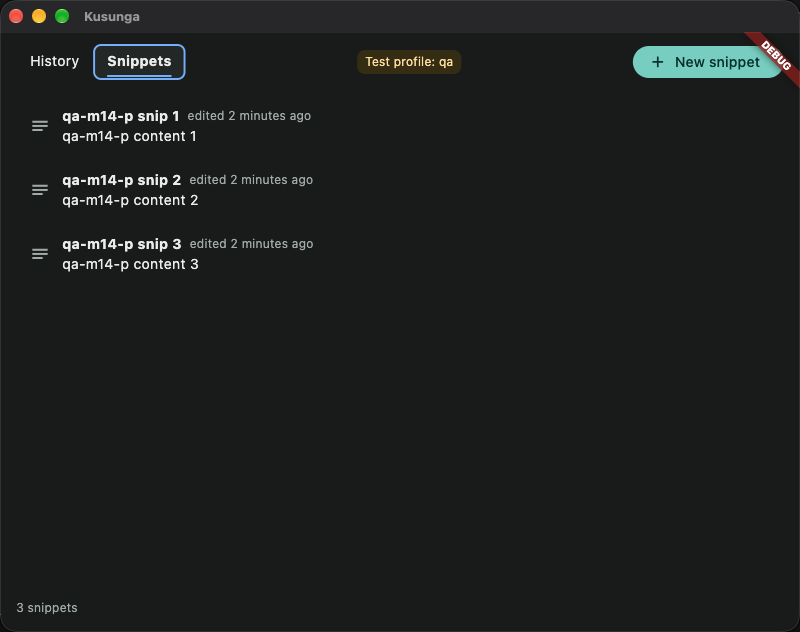 Kusunga
History Snippets Test profile: qa + New snippet
DEBUG
qa-m14-p snip 1 edited 2 minutes ago
qa-m14-p content 1
qa-m14-p snip 2 edited 2 minutes ago
qa-m14-p content 2
qa-m14-p snip 3 edited 2 minutes ago
qa-m14-p content 3
3 snippets